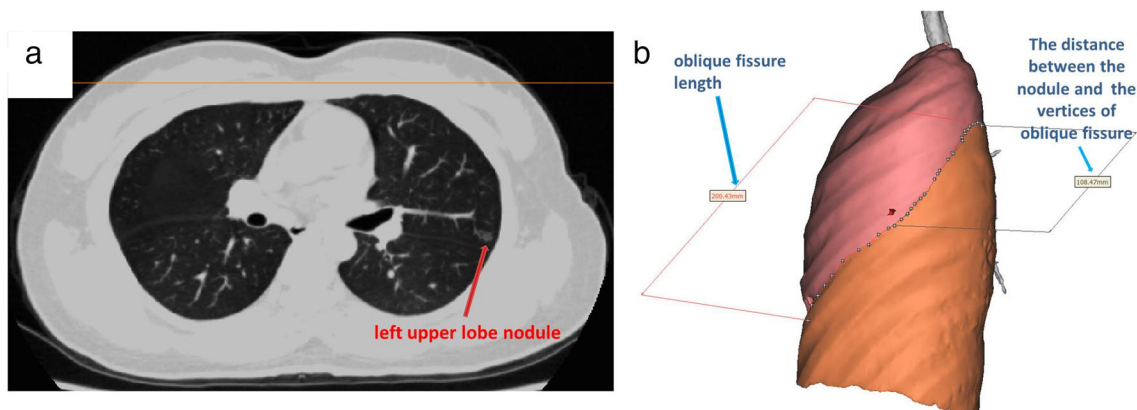 a
left upper lobe nodule
b
oblique fissure
length
The distance
between the
nodule and the
vertices of
oblique fissure
200.43mm
108.47mm